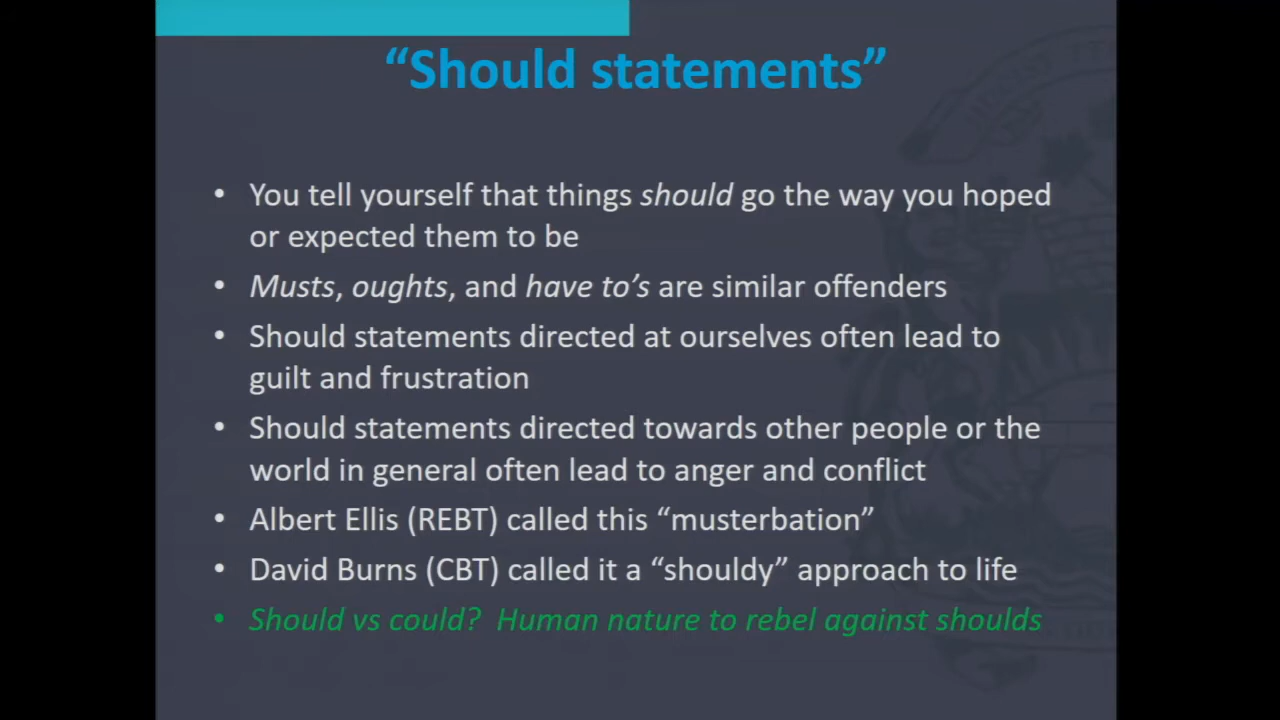 “Should statements”
• You tell yourself that things should go the way you hoped
or expected them to be
• Musts, oughts, and have to’s are similar offenders
• Should statements directed at ourselves often lead to
guilt and frustration
• Should statements directed towards other people or the
world in general often lead to anger and conflict
• Albert Ellis (REBT) called this “musterbation”
• David Burns (CBT) called it a “shouldy” approach to life
• Should vs could?  Human nature to rebel against shoulds